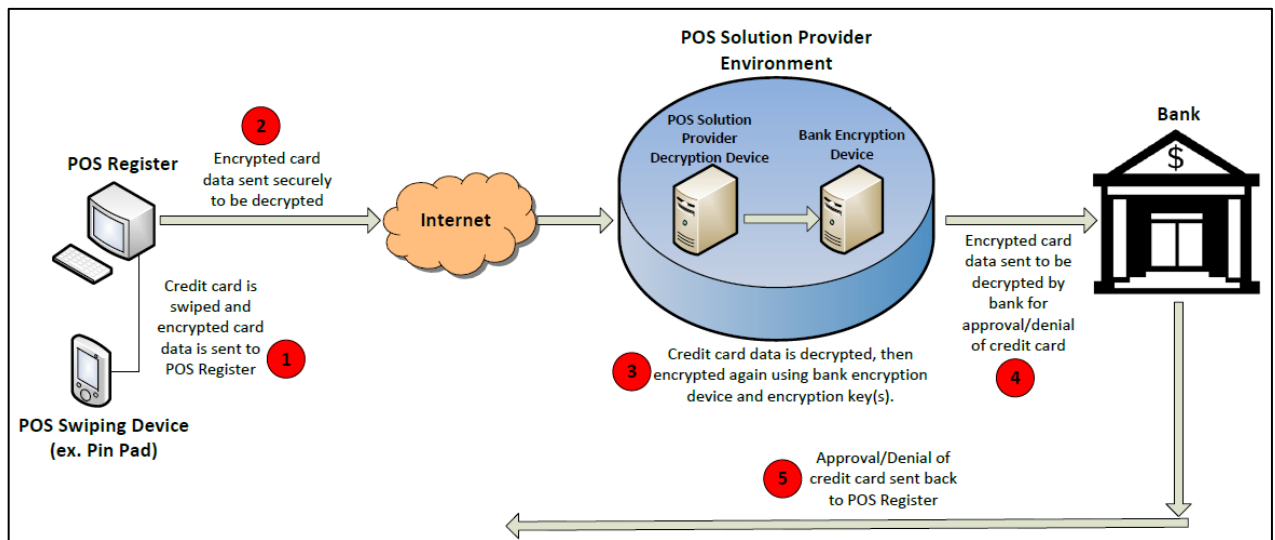 POS Solution Provider
Environment
POS Solution
Provider
Decryption Device
Bank Encryption
Device
Bank
$
2
Encrypted card
data sent securely
to be decrypted
POS Register
Internet
Credit card is
swiped and
encrypted card
data is sent to
POS Register
1
POS Swiping Device
(ex. Pin Pad)
3
Credit card data is decrypted, then
encrypted again using bank encryption
device and encryption key(s).
Encrypted card
data sent to be
decrypted by
bank for
approval/denial
of credit card
4
5
Approval/Denial of
credit card sent back
to POS Register